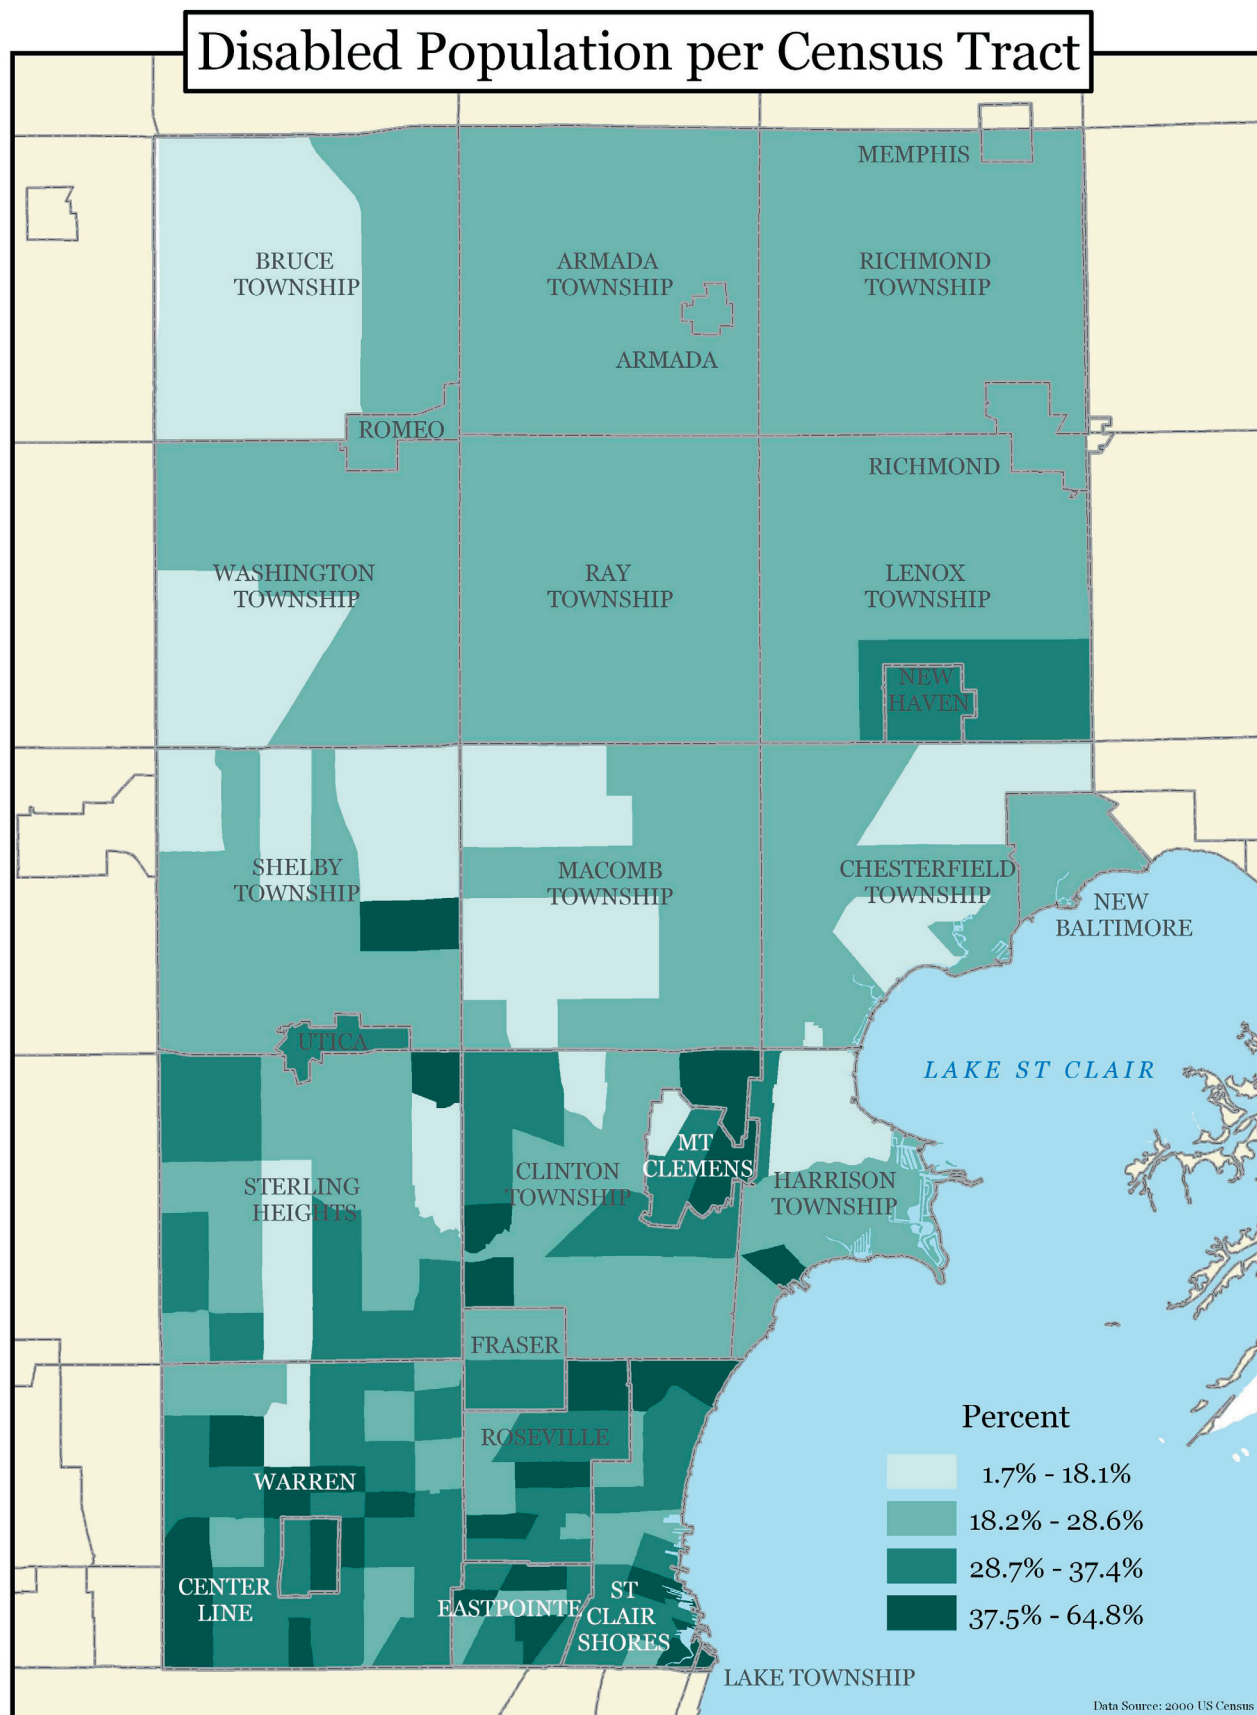 Disabled Population per Census Tract
MEMPHIS
BRUCE
TOWNSHIP
ARMADA
TOWNSHIP
RICHMOND
TOWNSHIP
ARMADA
ROMEO
RICHMOND
WASHINGTON
TOWNSHIP
RAY
TOWNSHIP
LENOX
TOWNSHIP
NEW
HAVEN
SHELBY
TOWNSHIP
MACOMB
TOWNSHIP
CHESTERFIELD
TOWNSHIP
NEW
BALTIMORE
UTICA
LAKE ST CLAIR
STERLING
HEIGHTS
CLINTON
TOWNSHIP
MT
CLEMENS
HARRISON
TOWNSHIP
FRASER
ROSEVILLE
WARREN
CENTER
LINE
EASTPOINTE
ST
CLAIR
SHORES
LAKE TOWNSHIP
Percent
1.7% - 18.1%
18.2% - 28.6%
28.7% - 37.4%
37.5% - 64.8%
Data Source: 2000 US Census